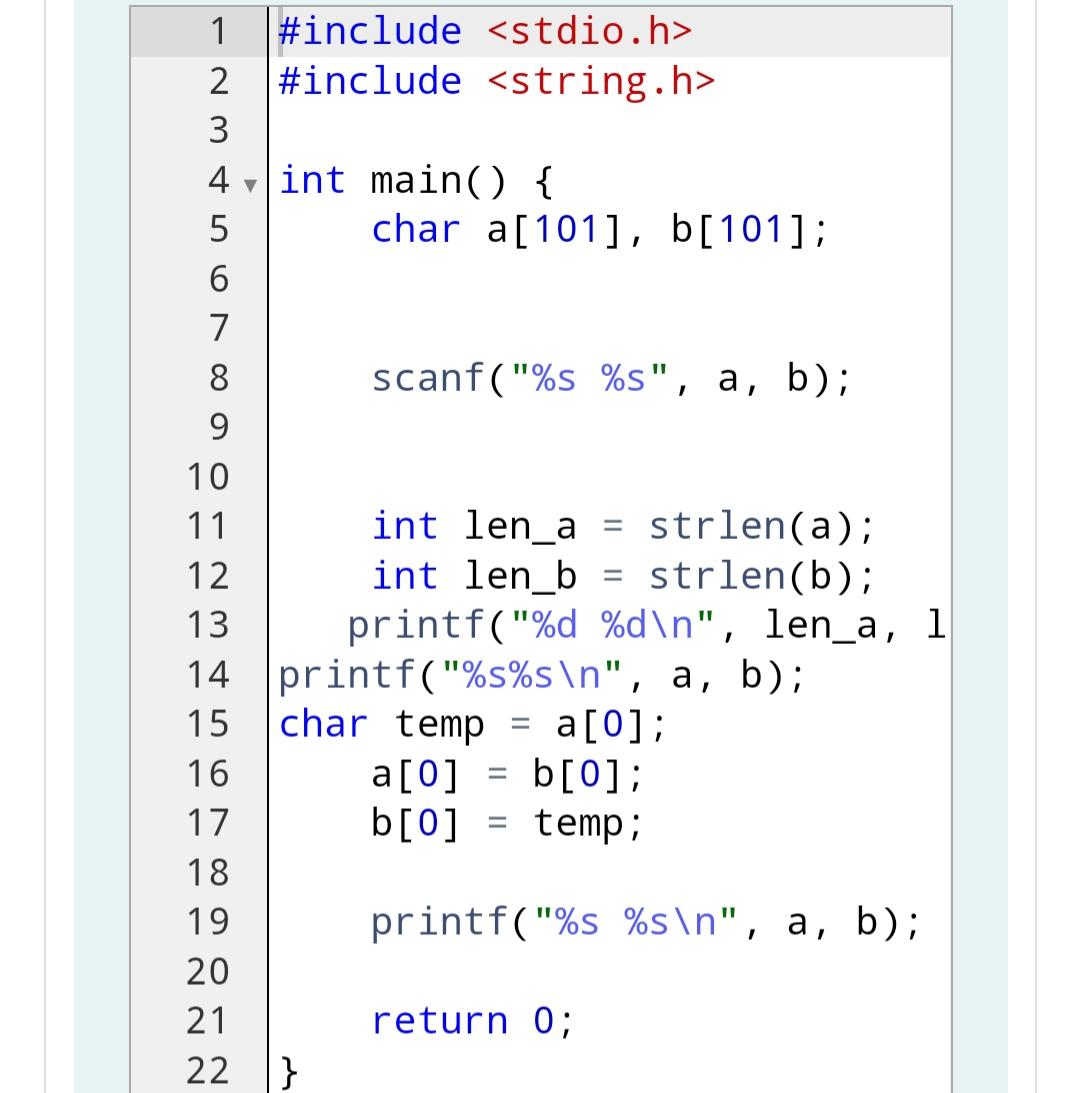 1 #include <stdio.h>
2 #include <string.h>
3
4 int main() {
5     char a[101], b[101];
6
7
8     scanf("%s %s", a, b);
9
10
11     int len_a = strlen(a);
12     int len_b = strlen(b);
13    printf("%d %d\n", len_a, l
14 printf("%s%s\n", a, b);
15 char temp = a[0];
16     a[0] = b[0];
17     b[0] = temp;
18
19     printf("%s %s\n", a, b);
20
21     return 0;
22 }